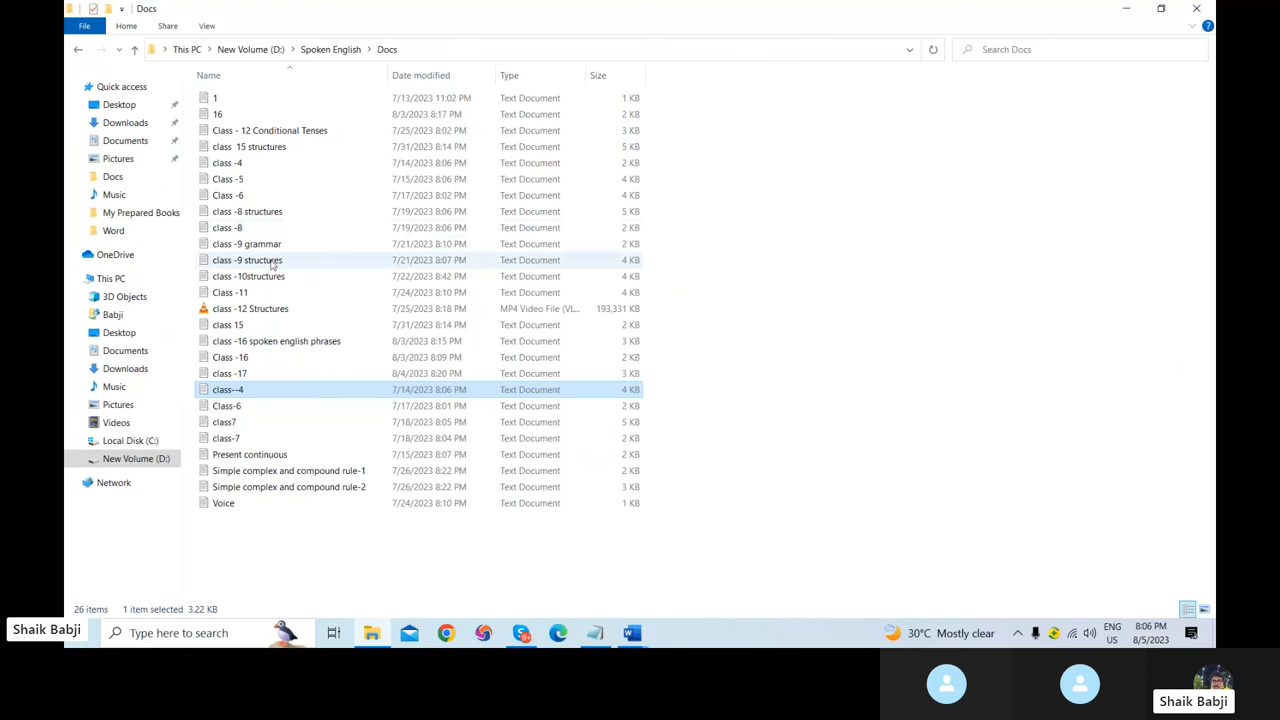 Docs
File Home Share View
This PC New Volume (D:) Spoken English Docs Search Docs
Name Date modified Type Size
Quick access
Desktop
Downloads
Documents
Pictures
Docs
Music
My Prepared Books
Word
OneDrive
This PC
3D Objects
Babji
Desktop
Documents
Downloads
Music
Pictures
Videos
Local Disk (C:)
New Volume (D:)
Network
1 7/13/2023 11:02 PM Text Document 1 KB
16 8/3/2023 8:17 PM Text Document 2 KB
Class - 12 Conditional Tenses 7/25/2023 8:02 PM Text Document 3 KB
class 15 structures 7/31/2023 8:14 PM Text Document 5 KB
class -4 7/14/2023 8:06 PM Text Document 2 KB
Class -5 7/15/2023 8:06 PM Text Document 4 KB
Class -6 7/17/2023 8:02 PM Text Document 4 KB
class -8 structures 7/19/2023 8:06 PM Text Document 5 KB
class -8 7/19/2023 8:06 PM Text Document 2 KB
class -9 grammar 7/21/2023 8:10 PM Text Document 2 KB
class -9 structures 7/21/2023 8:07 PM Text Document 4 KB
class -10structures 7/22/2023 8:42 PM Text Document 4 KB
Class -11 7/24/2023 8:10 PM Text Document 4 KB
class -12 Structures 7/25/2023 8:18 PM MP4 Video File (VL... 193,331 KB
class 15 7/31/2023 8:14 PM Text Document 2 KB
class -16 spoken english phrases 8/3/2023 8:15 PM Text Document 3 KB
Class -16 8/3/2023 8:09 PM Text Document 2 KB
class -17 8/4/2023 8:20 PM Text Document 3 KB
class--4 7/14/2023 8:06 PM Text Document 4 KB
Class-6 7/17/2023 8:01 PM Text Document 2 KB
class7 7/18/2023 8:05 PM Text Document 5 KB
class-7 7/18/2023 8:04 PM Text Document 2 KB
Present continuous 7/15/2023 8:07 PM Text Document 2 KB
Simple complex and compound rule-1 7/26/2023 8:22 PM Text Document 2 KB
Simple complex and compound rule-2 7/26/2023 8:22 PM Text Document 3 KB
Voice 7/24/2023 8:10 PM Text Document 1 KB
26 items 1 item selected 3.22 KB
Shaik Babji
Type here to search
30°C Mostly clear
ENG
US
8:06 PM
8/5/2023
Shaik Babji